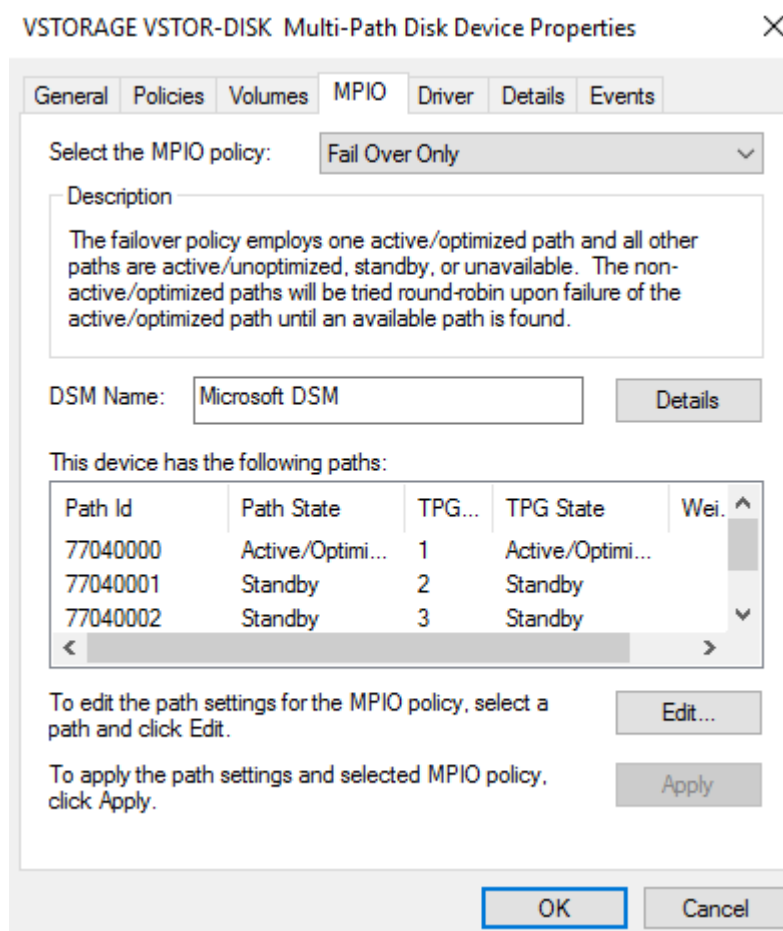 VSTORAGE VSTOR-DISK Multi-Path Disk Device Properties
General Policies Volumes MPIO Driver Details Events
Select the MPIO policy: Fail Over Only
Description
The failover policy employs one active/optimized path and all other
paths are active/unoptimized, standby, or unavailable. The non-
active/optimized paths will be tried round-robin upon failure of the
active/optimized path until an available path is found.
DSM Name: Microsoft DSM Details
This device has the following paths:
Path Id Path State TPG... TPG State Wei.
77040000 Active/Optimi... 1 Active/Optimi...
77040001 Standby 2 Standby
77040002 Standby 3 Standby
To edit the path settings for the MPIO policy, select a
path and click Edit.
Edit...
To apply the path settings and selected MPIO policy,
click Apply.
Apply
OK Cancel